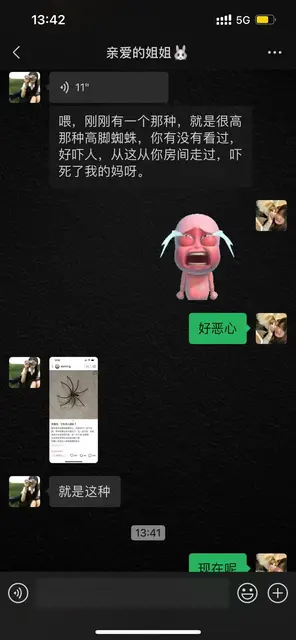 13:42
5G
亲爱的姐姐🐰
11"
喂，刚刚有一个那种，就是很高
那种高脚蜘蛛，你有没有看过，
好吓人，从这从你房间走过，吓
死了我的妈呀。
好恶心
就是这种
13:41
现在呢